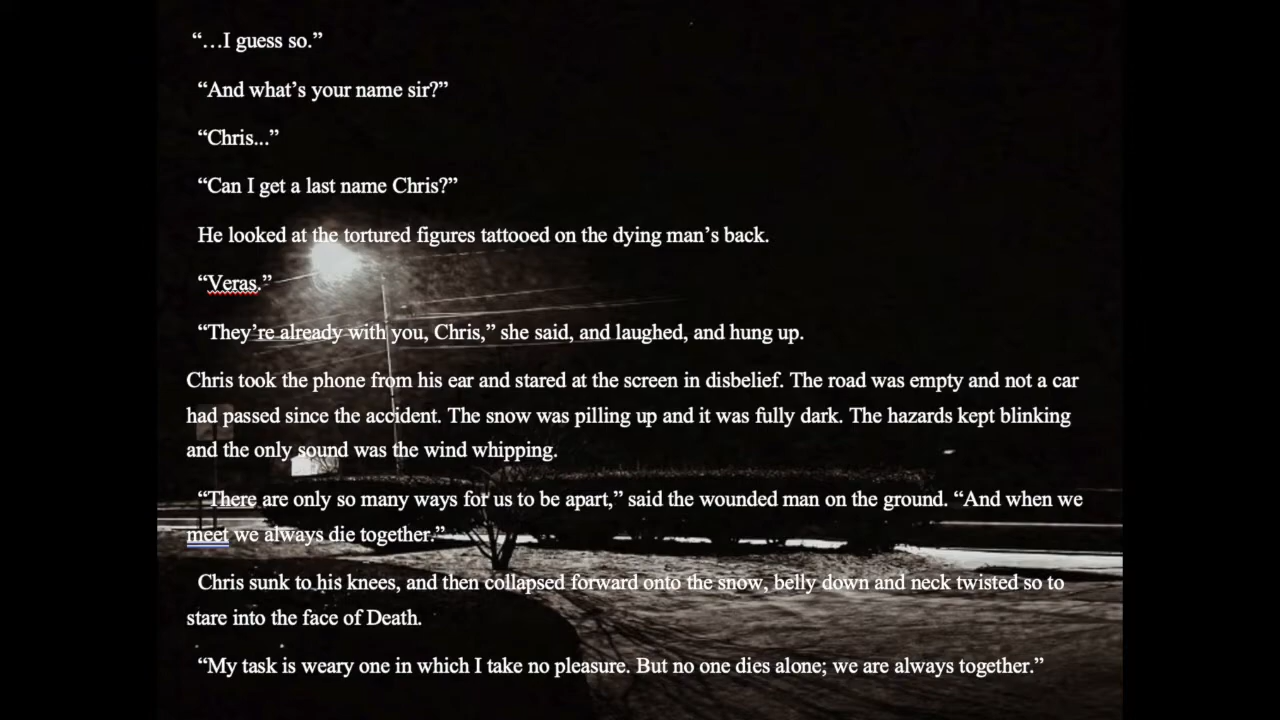 “…I guess so.”
“And what’s your name sir?”
“Chris...”
“Can I get a last name Chris?”
He looked at the tortured figures tattooed on the dying man’s back.
“Veras.”
“They’re already with you, Chris,” she said, and laughed, and hung up.
Chris took the phone from his ear and stared at the screen in disbelief. The road was empty and not a car
had passed since the accident. The snow was pilling up and it was fully dark. The hazards kept blinking
and the only sound was the wind whipping.
“There are only so many ways for us to be apart,” said the wounded man on the ground. “And when we
meet we always die together.”
Chris sunk to his knees, and then collapsed forward onto the snow, belly down and neck twisted so to
stare into the face of Death.
“My task is weary one in which I take no pleasure. But no one dies alone; we are always together.”